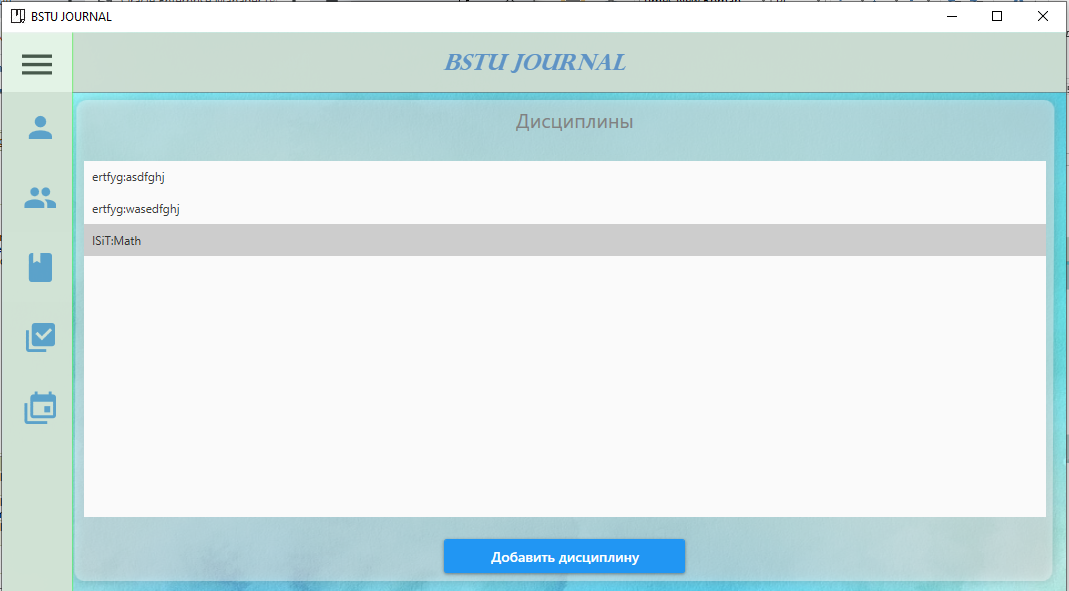 BSTU JOURNAL
BSTU JOURNAL
Дисциплины
ertfyg:asdfghj
ertfyg:wasedfghj
ISiT:Math
Добавить дисциплину